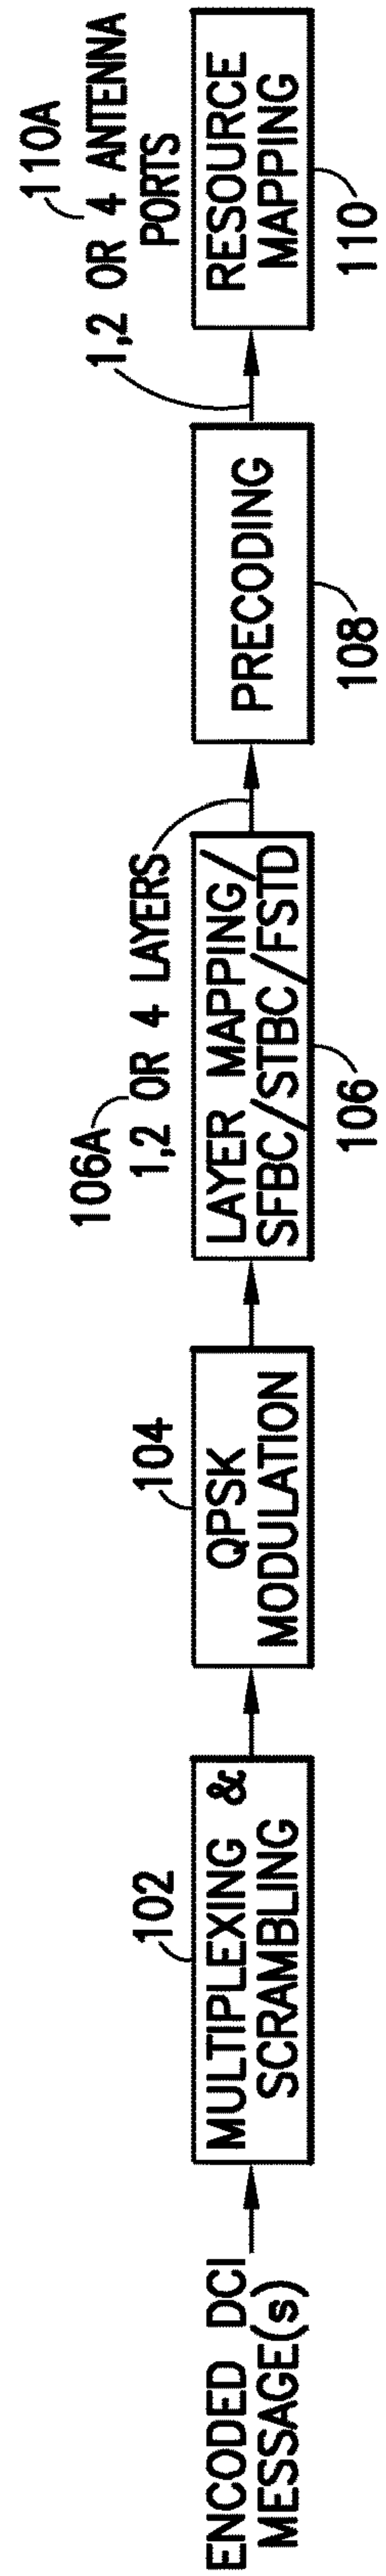 ENCODED DCI
MESSAGE(s)
102
MULTIPLEXING &
SCRAMBLING
104
QPSK
MODULATION
106A
1,2 OR 4 LAYERS
LAYER MAPPING/
SFBC/STBC/FSTD
106
PRECODING
108
110A
1,2 OR 4 ANTENNA
PORTS
RESOURCE
MAPPING
110